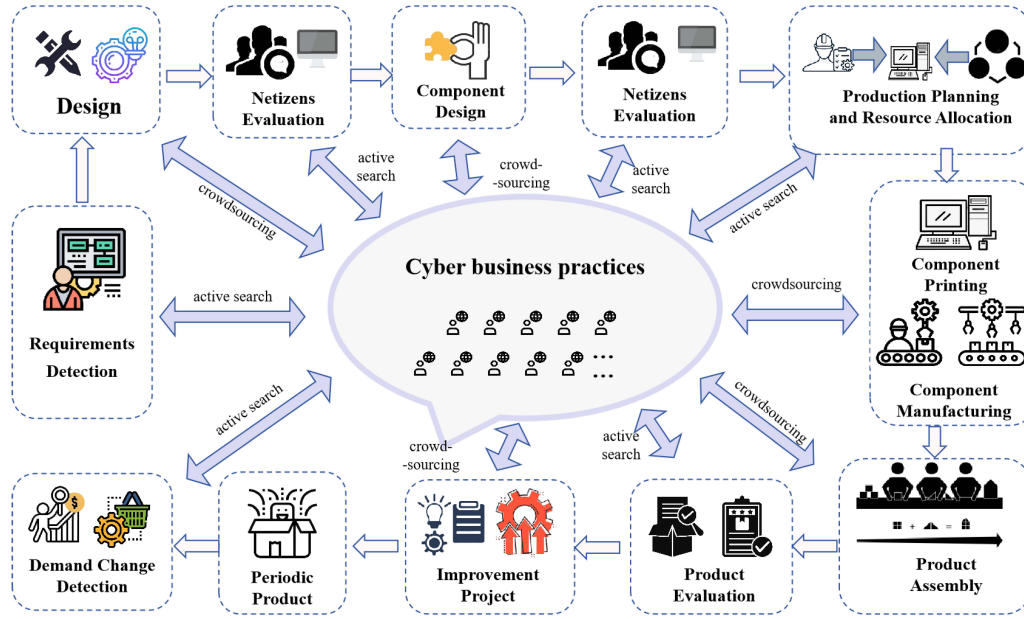 Design
Netizens
Evaluation
Component
Design
Netizens
Evaluation
Production Planning
and Resource Allocation
crowdsourcing
active
search
crowd-
-sourcing
active
search
active search
Requirements
Detection
active search
Cyber business practices
... 
...
crowdsourcing
Component
Printing
Component
Manufacturing
active search
crowd-
-sourcing
active
search
crowdsourcing
$
Demand Change
Detection
Periodic
Product
Improvement
Project
Product
Evaluation
+ =
Product
Assembly